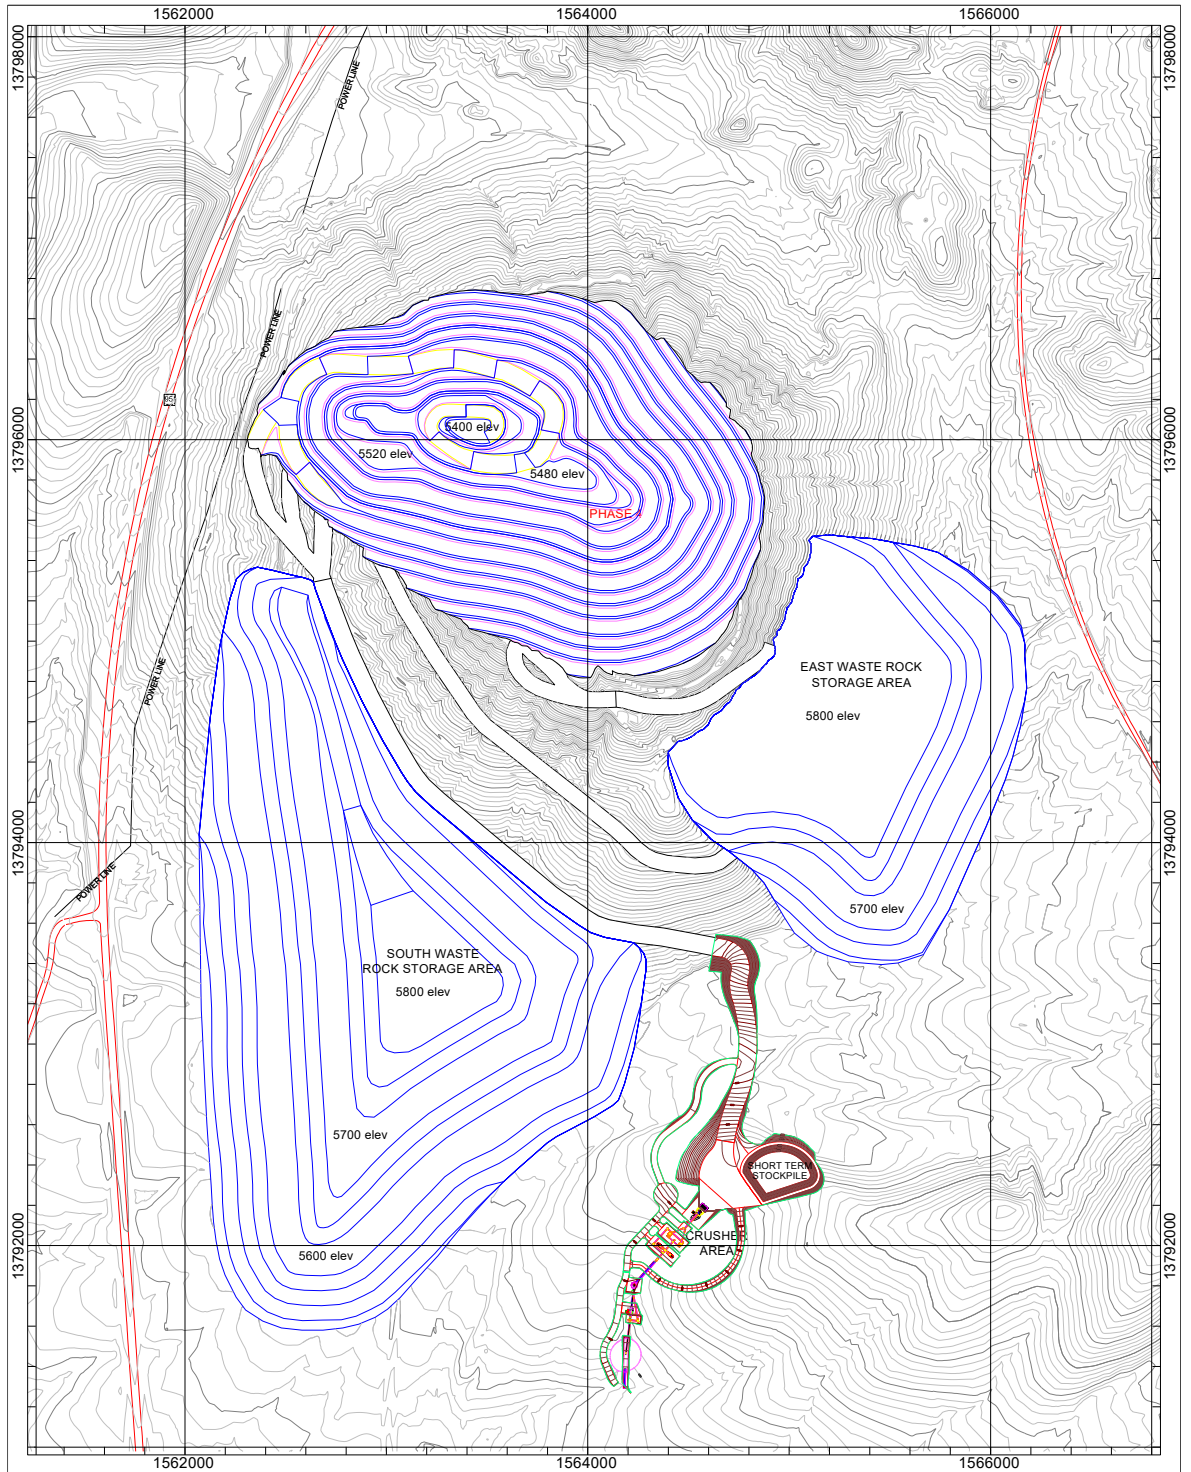 1562000
1564000
1566000
13798000
13798000
POWER LINE
POWER LINE
95
13796000
13796000
5400 elev
5520 elev
5480 elev
PHASE 4
POWER LINE
EAST WASTE ROCK
STORAGE AREA
5800 elev
13794000
13794000
POWER LINE
5700 elev
SOUTH WASTE
ROCK STORAGE AREA
5800 elev
5700 elev
SHORT TERM
STOCKPILE
CRUSHER
AREA
5600 elev
13792000
13792000
1562000
1564000
1566000